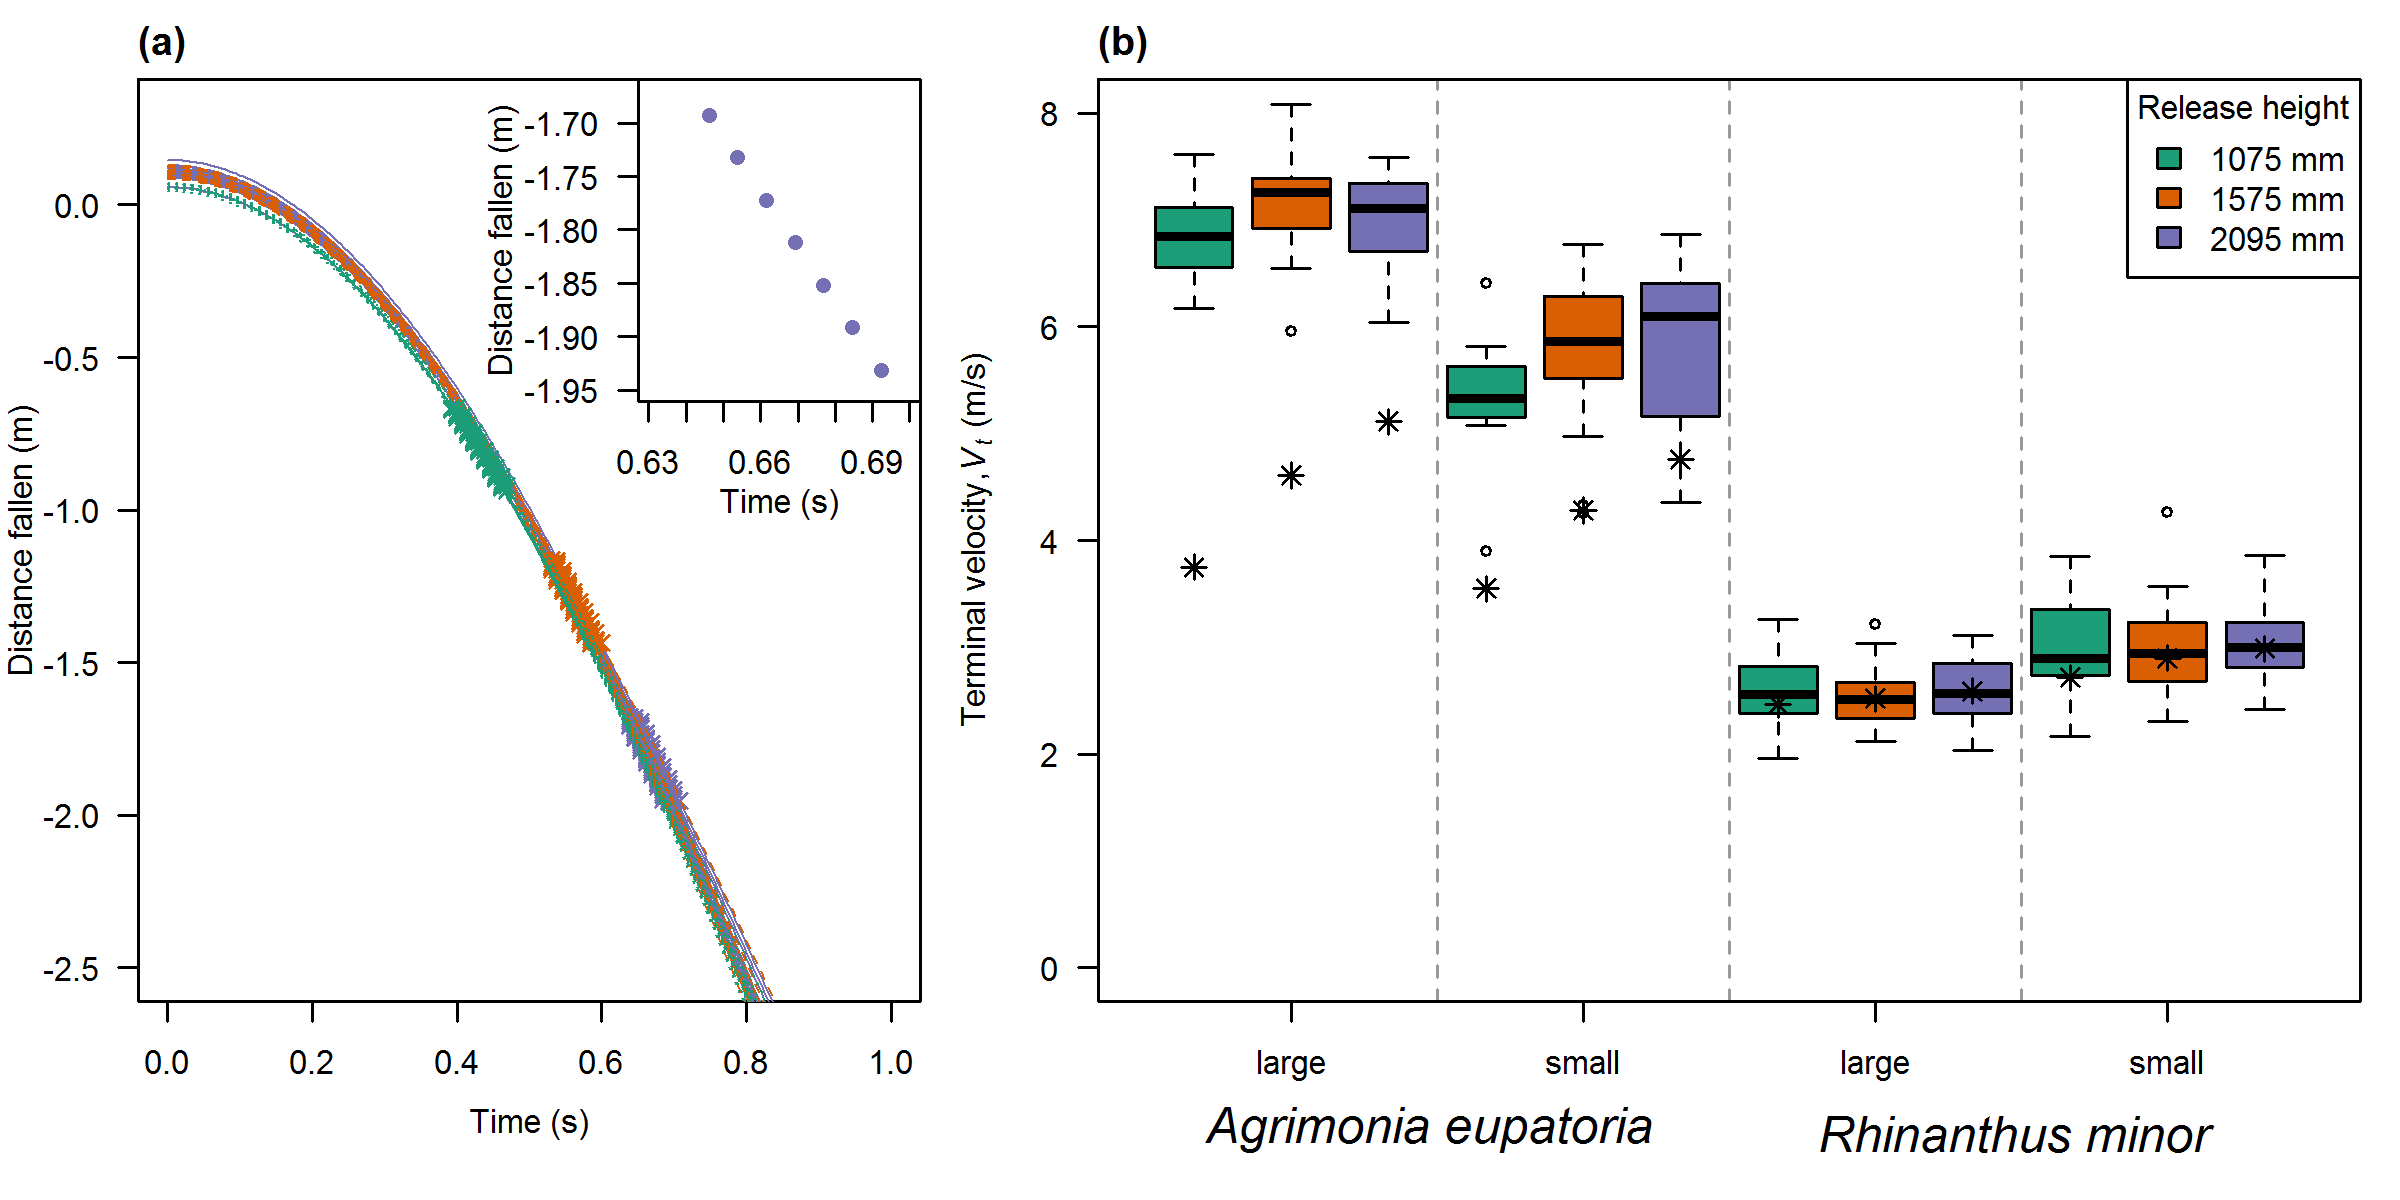 (a)
Distance fallen (m)
0.0
-0.5
-1.0
-1.5
-2.0
-2.5
0.0 0.2 0.4 0.6 0.8 1.0
Time (s)
Distance fallen (m)
-1.70
-1.75
-1.80
-1.85
-1.90
-1.95
0.63 0.66 0.69
Time (s)
(b)
Terminal velocity, Vt (m/s)
8
6
4
2
0
Release height
1075 mm
1575 mm
2095 mm
large small large small
Agrimonia eupatoria Rhinanthus minor